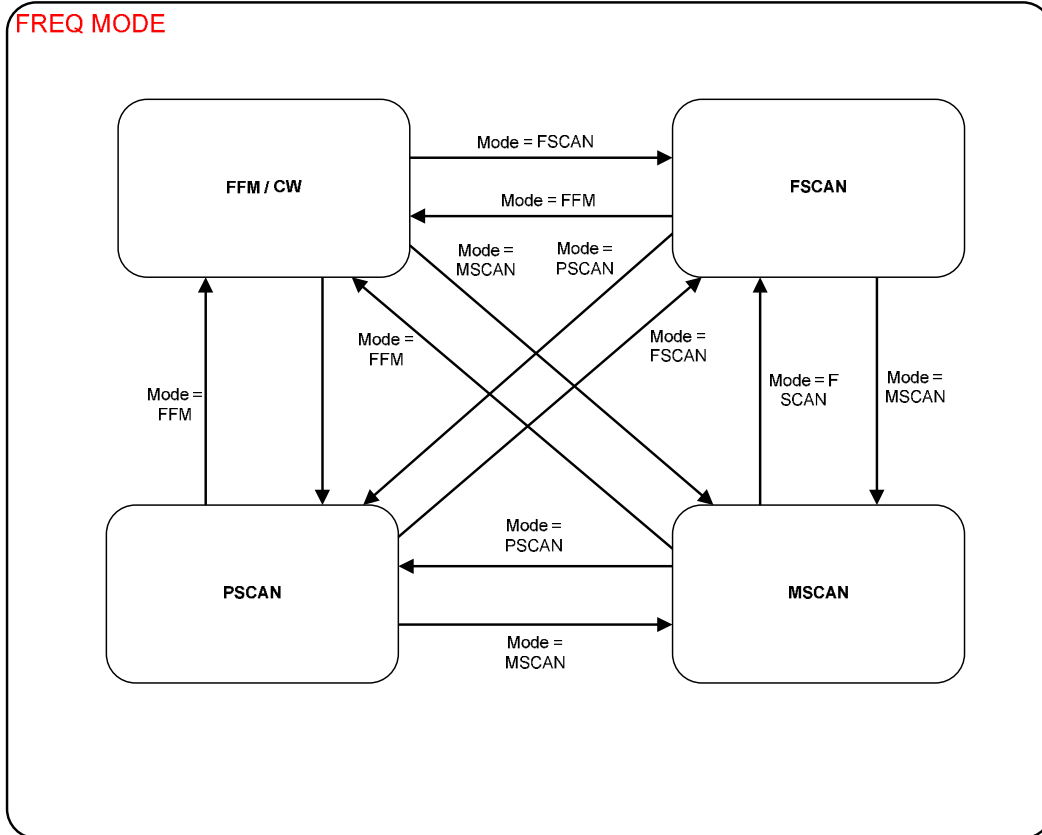 FREQ MODE
Mode = FSCAN
FFM / CW
FSCAN
Mode = FFM
Mode =
MSCAN
Mode =
PSCAN
Mode =
FFM
Mode =
FSCAN
Mode = F
SCAN
Mode =
MSCAN
Mode =
FFM
Mode =
PSCAN
PSCAN
MSCAN
Mode =
MSCAN